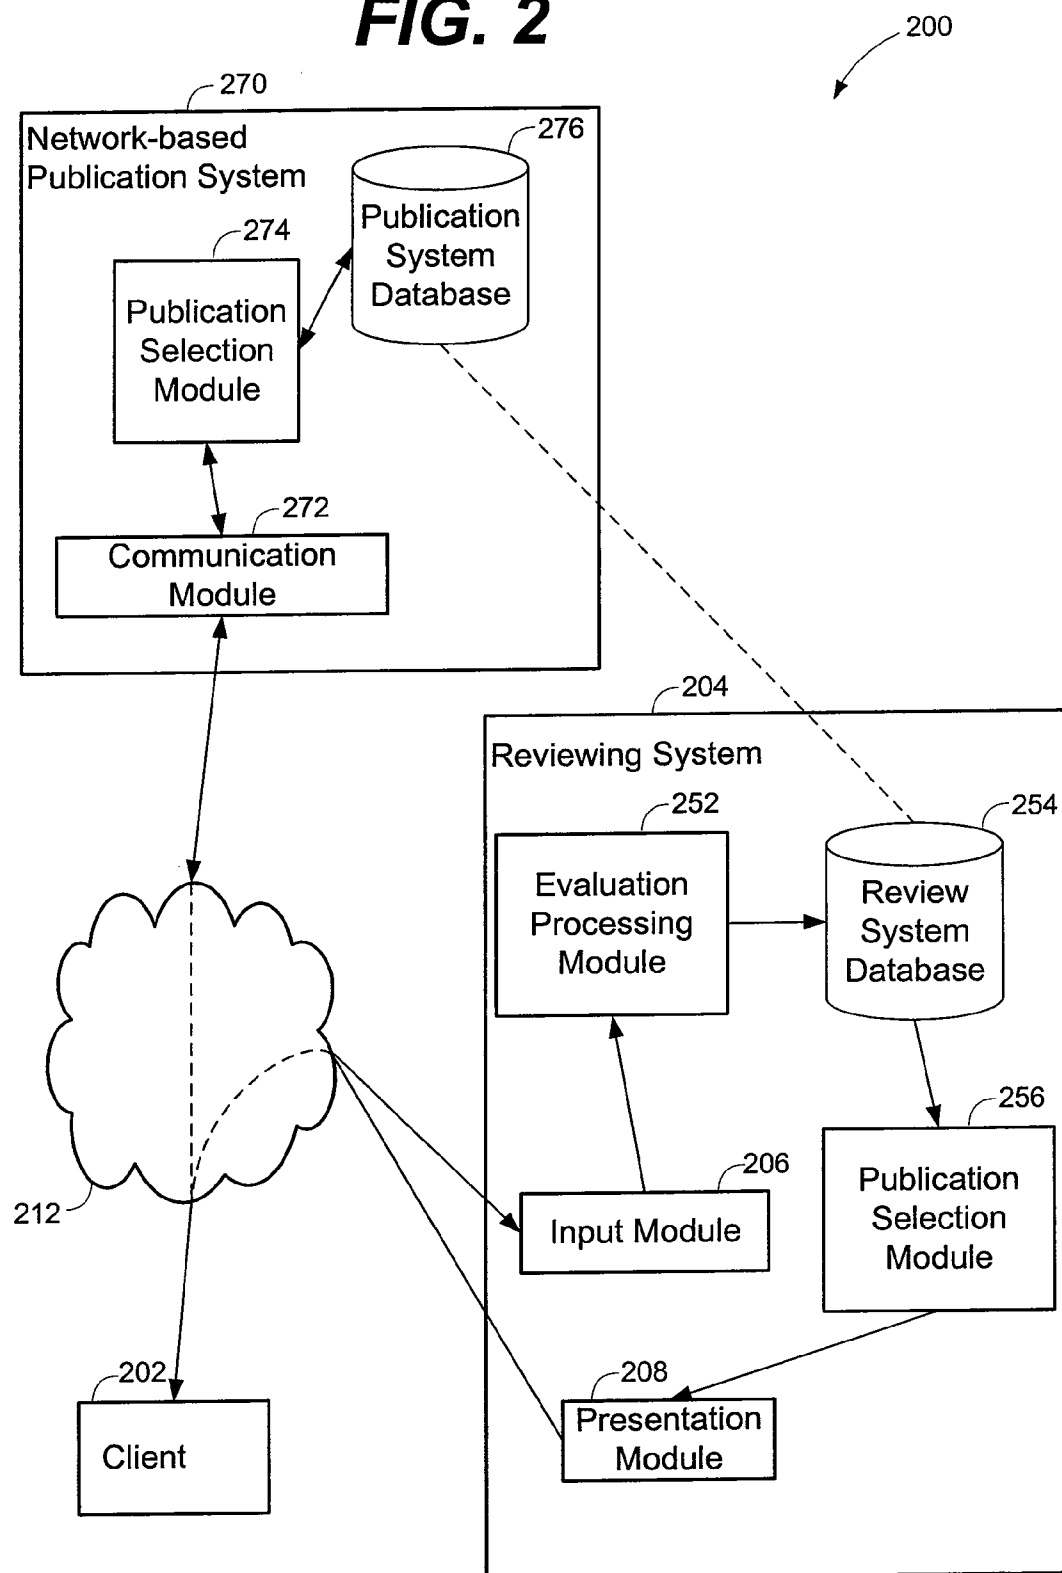 FIG. 2
200
270
Network-based
Publication System
276
Publication
System
Database
274
Publication
Selection
Module
272
Communication
Module
204
Reviewing System
252
Evaluation
Processing
Module
254
Review
System
Database
256
Publication
Selection
Module
206
Input Module
212
202
Client
208
Presentation
Module